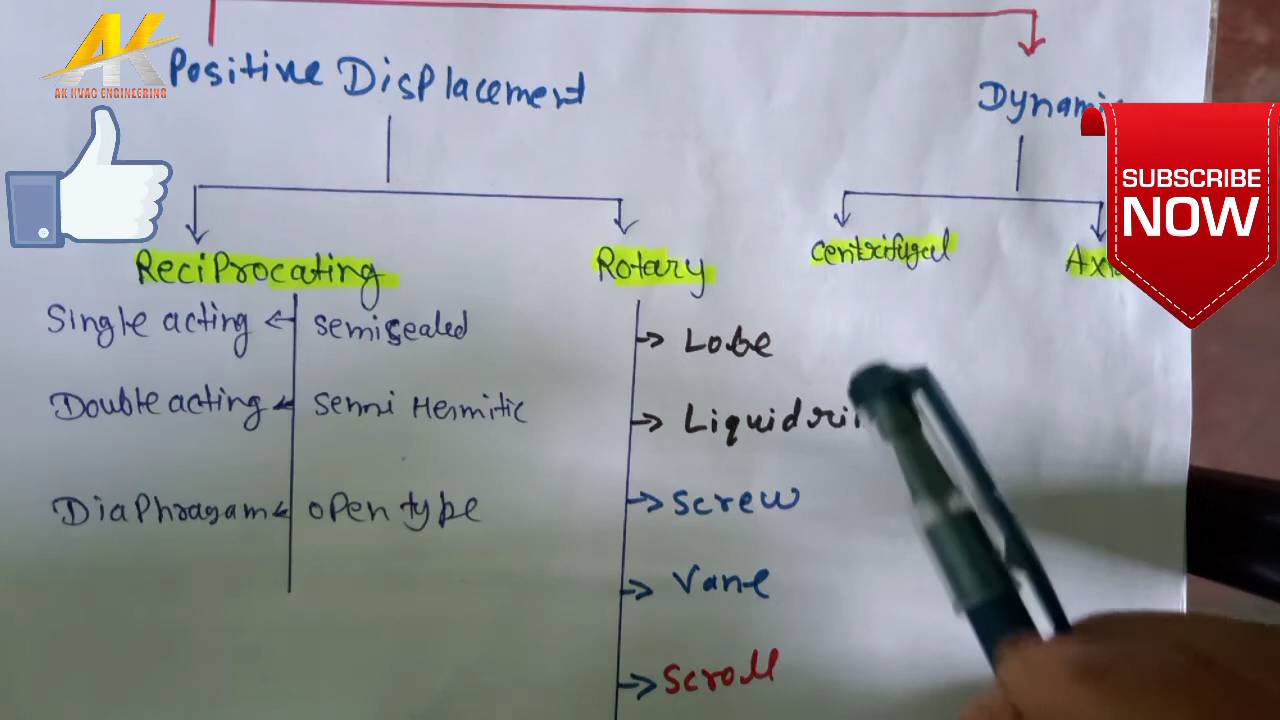 AK
AK HVAC ENGINEERING
Positive Displacement
SUBSCRIBE
NOW
Reciprocating
Rotary
Centrifugal
Single acting
Semisealed
Double acting
Semi Hermitic
Diaphragam
open type
Lobe
Screw
Vane
Scroll